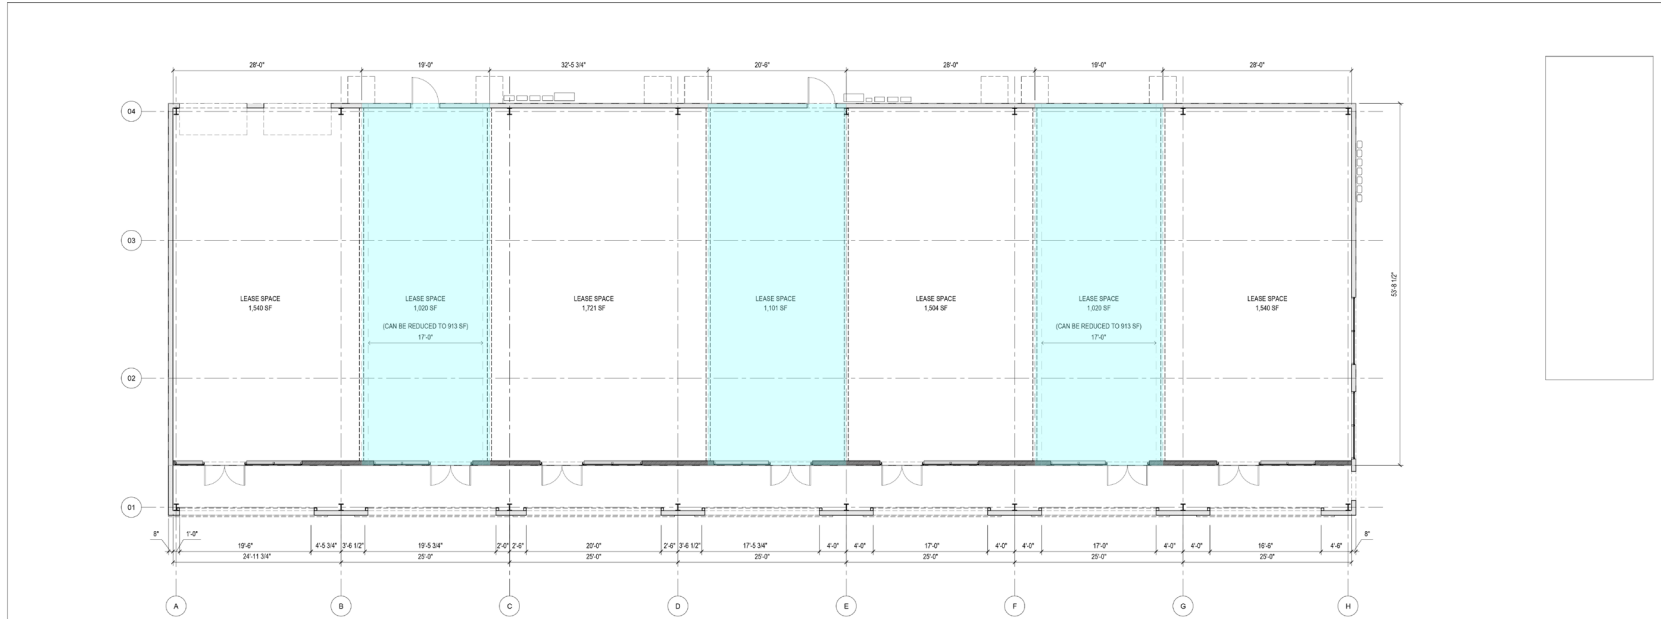 28'-0" 19'-0" 32'-5 3/4" 20'-6" 28'-0" 19'-0" 28'-0"
04
03
53'-8 1/2"
LEASE SPACE LEASE SPACE LEASE SPACE LEASE SPACE LEASE SPACE LEASE SPACE LEASE SPACE
1,540 SF 1,020 SF 1,721 SF 1,101 SF 1,504 SF 1,020 SF 1,540 SF
(CAN BE REDUCED TO 913 SF) (CAN BE REDUCED TO 913 SF)
17'-0" 17'-0"
02
01
8" 1'-0" 8"
19'-6" 4'-5 3/4" 3'-6 1/2" 19'-5 3/4" 2'-0" 2'-6" 20'-0" 2'-6" 3'-6 1/2" 17'-5 3/4" 4'-0" 4'-0" 17'-0" 4'-0" 4'-0" 17'-0" 4'-0" 4'-0" 16'-6" 4'-6"
24'-11 3/4" 25'-0" 25'-0" 25'-0" 25'-0" 25'-0" 25'-0"
A B C D E F G H